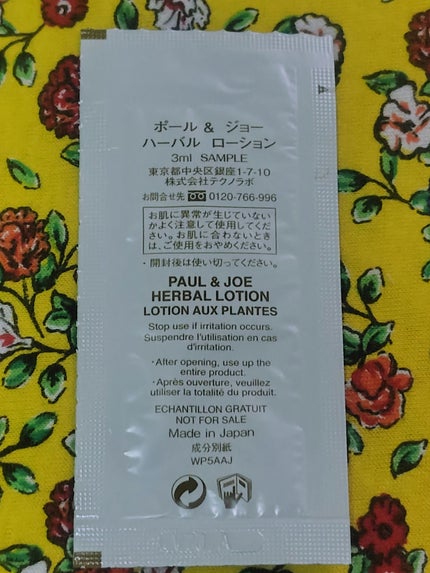 ポール & ジョー
ハーバル ローション
3ml SAMPLE
東京都中央区銀座1-7-10
株式会社テクノラボ
お問合せ先 0120-766-996
お肌に異常が生じていない
かよく注意して使用してくだ
さい。お肌に合わないとき
は、ご使用をおやめください。
・開封後は使い切ってください。
PAUL & JOE
HERBAL LOTION
LOTION AUX PLANTES
Stop use if irritation occurs.
Suspendre l'utilisation en cas
d'irritation.
・After opening, use up the
entire product.
・Après ouverture, veuillez
utiliser la totalité du produit.
ECHANTILLON GRATUIT
NOT FOR SALE
Made in Japan
成分別紙
WP5AAJ